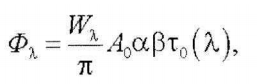 Φ_λ = W_λ/π A₀αβτ₀(λ),